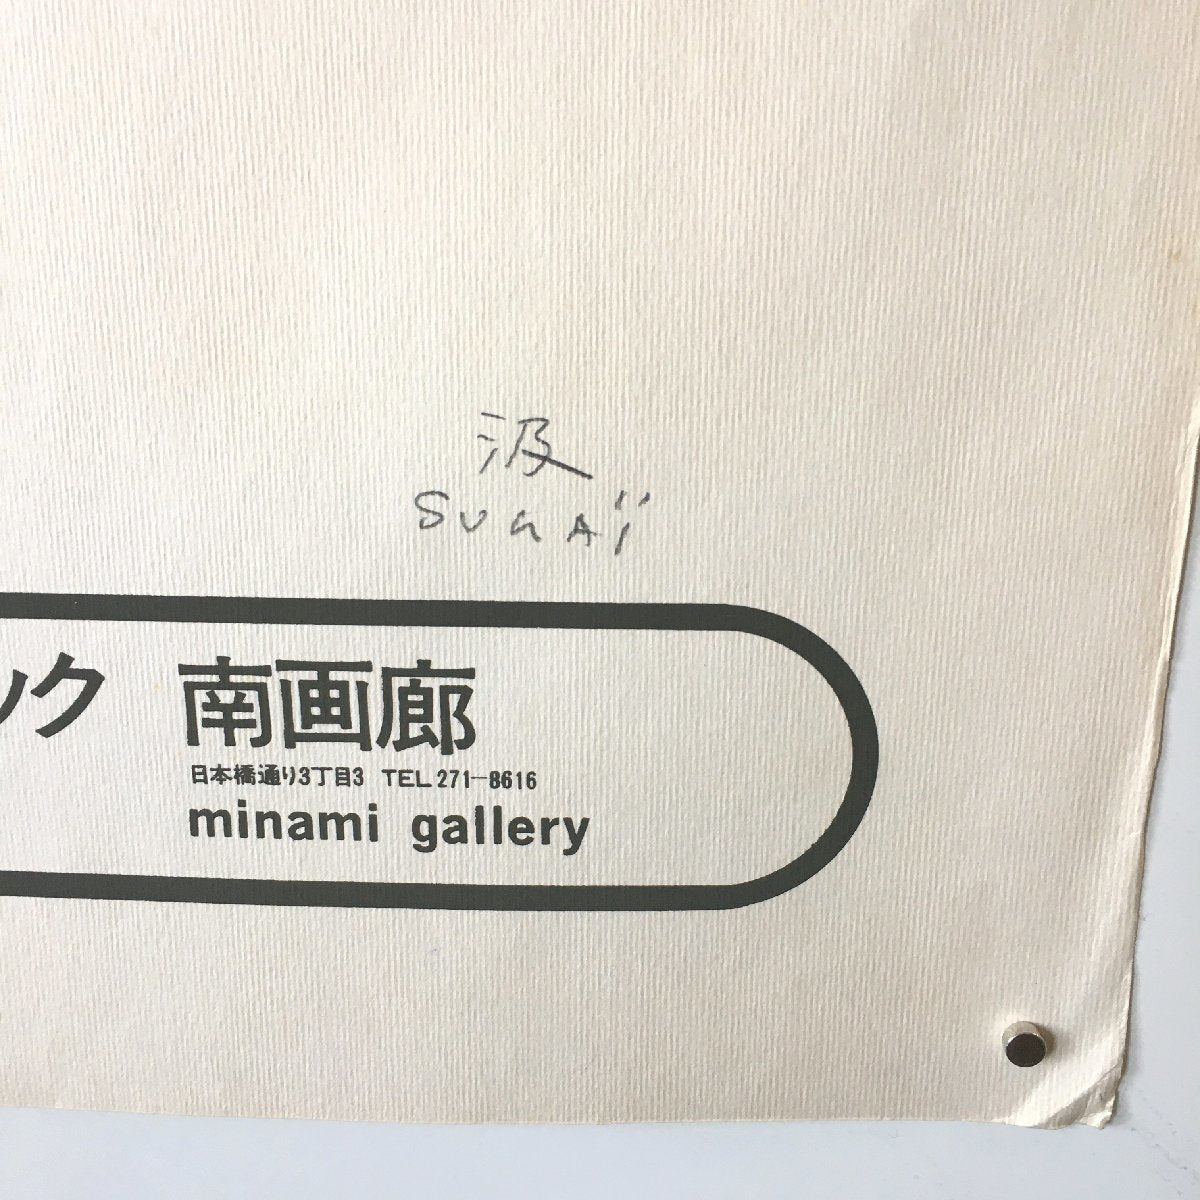 汲
SUGAÏ
ック 南画廊
日本橋通り3丁目3 TEL 271-8616
minami gallery